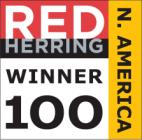 RED
HERRING
WINNER
100
N. AMERICA